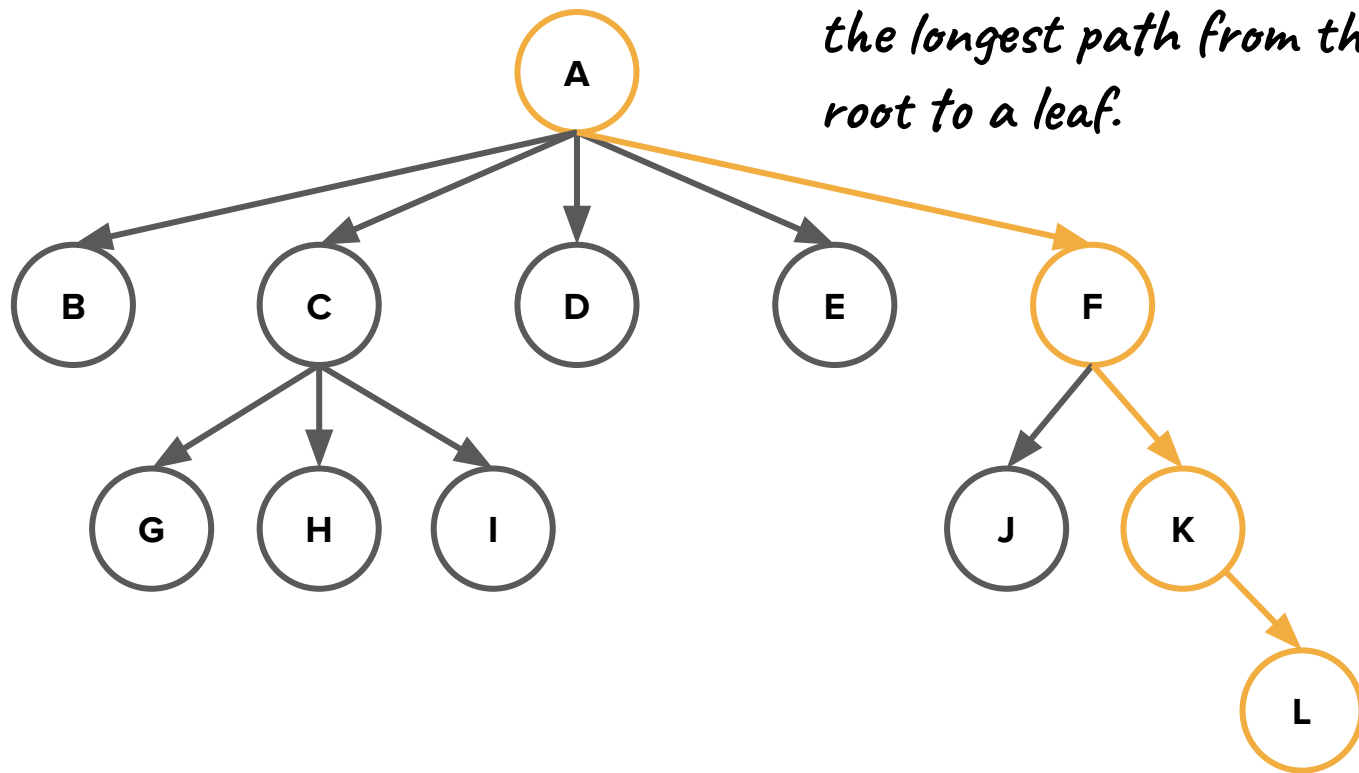 the longest path from th
root to a leaf.
A
B C D E F
G H I J K
L